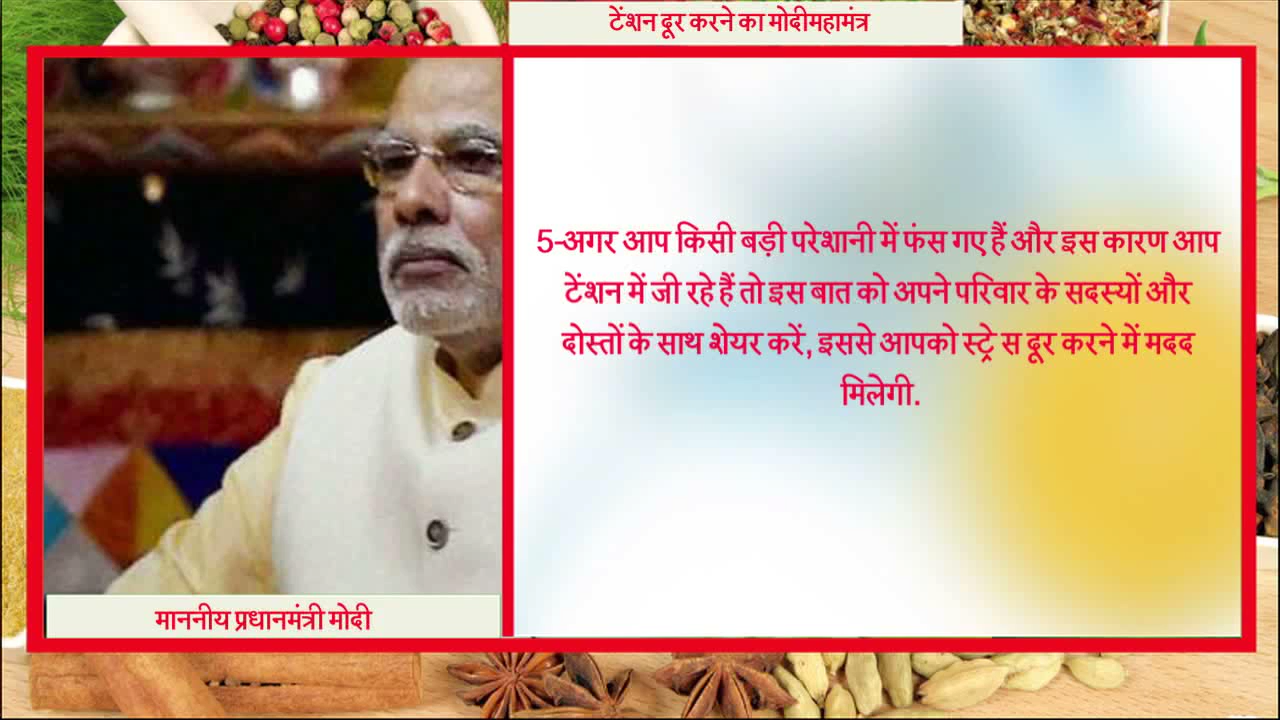 टेंशन दूर करने का मोदीमहामंत्र
5-अगर आप किसी बड़ी परेशानी में फंस गए हैं और इस कारण आप
टेंशन में जी रहे हैं तो इस बात को अपने परिवार के सदस्यों और
दोस्तों के साथ शेयर करें, इससे आपको स्ट्रे स दूर करने में मदद
मिलेगी.
माननीय प्रधानमंत्री मोदी